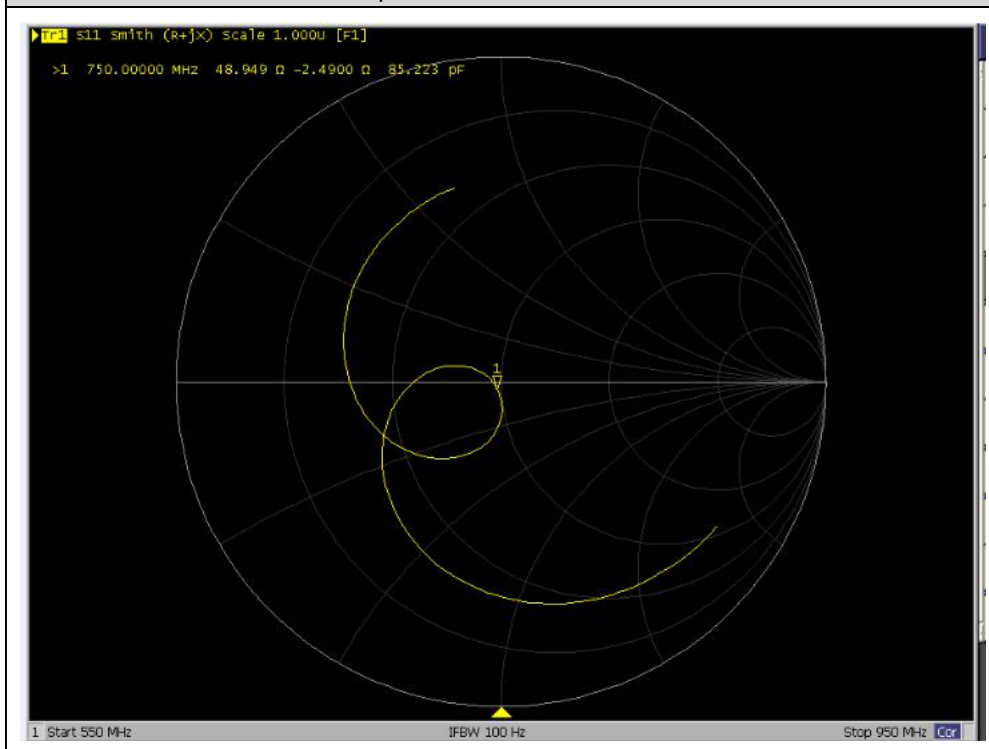 Tr1 S11 Smith (R+jX) Scale 1.000U [F1]
>1 750.00000 MHz 48.949 Ω -2.4900 Ω 85.223 pF
1
1 Start 550 MHz IFBW 100 Hz Stop 950 MHz Cor